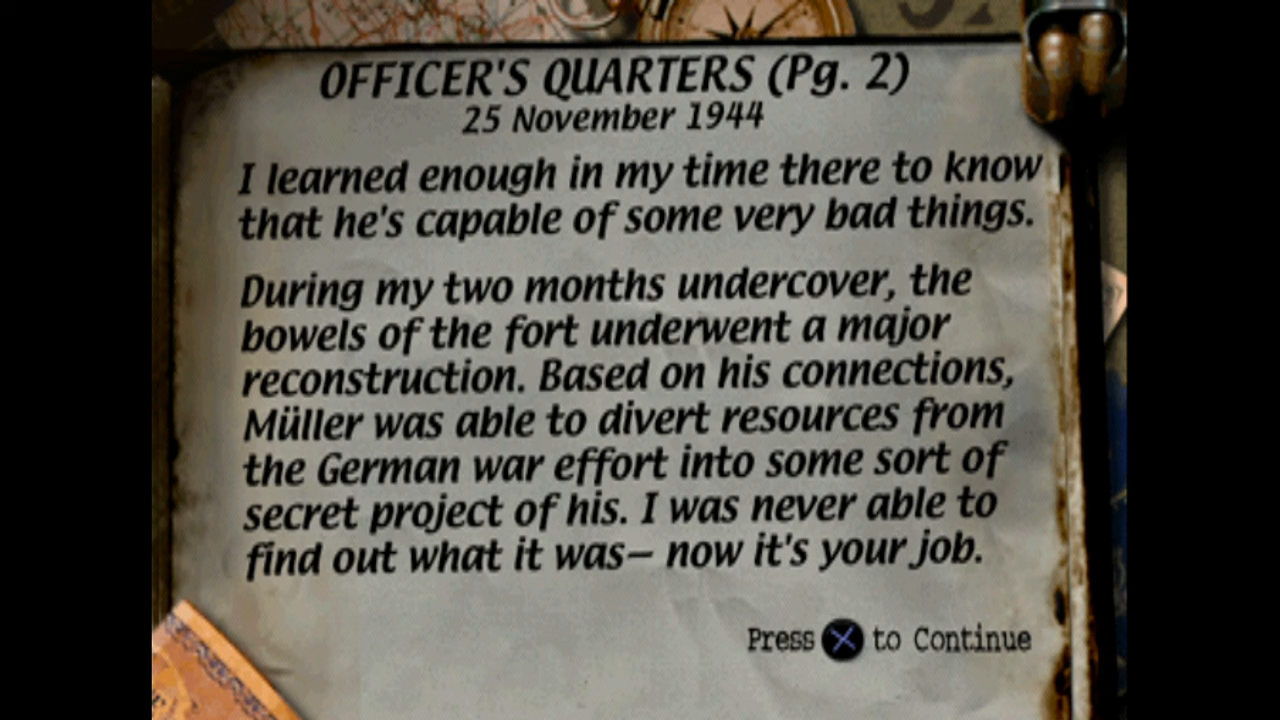 OFFICER'S QUARTERS (Pg. 2)
25 November 1944
I learned enough in my time there to know
that he's capable of some very bad things.
During my two months undercover, the
bowels of the fort underwent a major
reconstruction. Based on his connections,
Müller was able to divert resources from
the German war effort into some sort of
secret project of his. I was never able to
find out what it was— now it's your job.
Press X to Continue